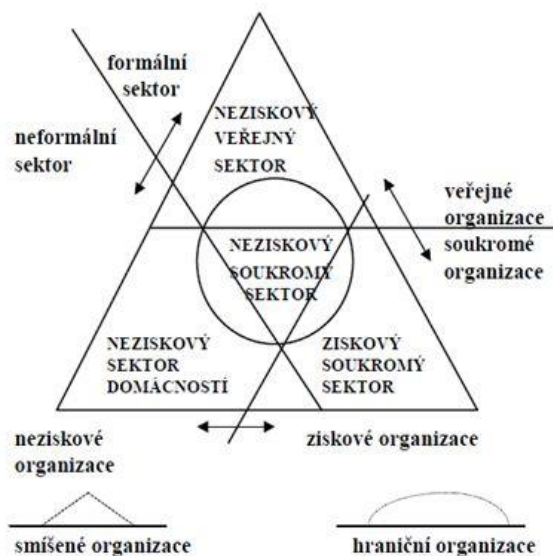 formální
sektor
neformální
sektor
NEZISKOVÝ
VEŘEJNÝ
SEKTOR
veřejné
organizace
soukromé
organizace
NEZISKOVÝ
SOUKROMÝ
SEKTOR
NEZISKOVÝ
SEKTOR
DOMÁCNOSTÍ
ZISKOVÝ
SOUKROMÝ
SEKTOR
neziskové
organizace
ziskové organizace
smíšené organizace
hraniční organizace